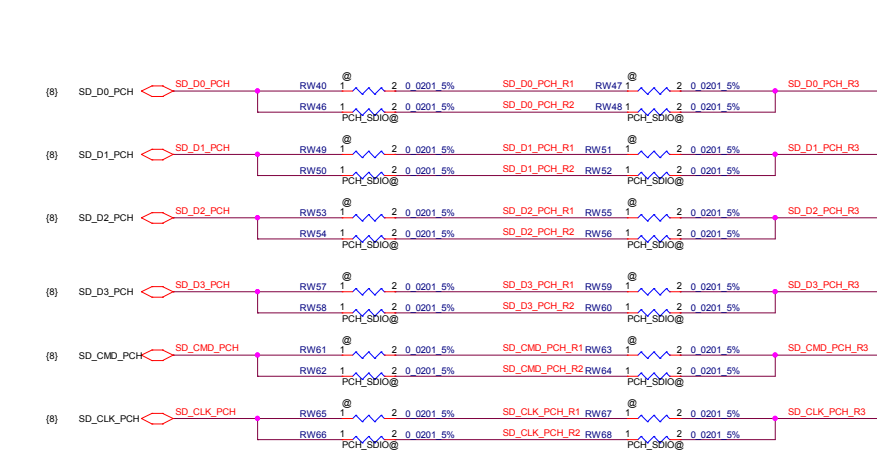 @ @
{8} SD_D0_PCH SD_D0_PCH RW40 1 2 0_0201_5% SD_D0_PCH_R1 RW47 1 2 0_0201_5% SD_D0_PCH_R3
RW46 1 2 0_0201_5% SD_D0_PCH_R2 RW48 1 2 0_0201_5%
PCH_SDIO@ PCH_SDIO@
@ @
{8} SD_D1_PCH SD_D1_PCH RW49 1 2 0_0201_5% SD_D1_PCH_R1 RW51 1 2 0_0201_5% SD_D1_PCH_R3
RW50 1 2 0_0201_5% SD_D1_PCH_R2 RW52 1 2 0_0201_5%
PCH_SDIO@ PCH_SDIO@
@ @
{8} SD_D2_PCH SD_D2_PCH RW53 1 2 0_0201_5% SD_D2_PCH_R1 RW55 1 2 0_0201_5% SD_D2_PCH_R3
RW54 1 2 0_0201_5% SD_D2_PCH_R2 RW56 1 2 0_0201_5%
PCH_SDIO@ PCH_SDIO@
@ @
{8} SD_D3_PCH SD_D3_PCH RW57 1 2 0_0201_5% SD_D3_PCH_R1 RW59 1 2 0_0201_5% SD_D3_PCH_R3
RW58 1 2 0_0201_5% SD_D3_PCH_R2 RW60 1 2 0_0201_5%
PCH_SDIO@ PCH_SDIO@
@ @
{8} SD_CMD_PCH SD_CMD_PCH RW61 1 2 0_0201_5% SD_CMD_PCH_R1 RW63 1 2 0_0201_5% SD_CMD_PCH_R3
RW62 1 2 0_0201_5% SD_CMD_PCH_R2 RW64 1 2 0_0201_5%
PCH_SDIO@ PCH_SDIO@
@ @
{8} SD_CLK_PCH SD_CLK_PCH RW65 1 2 0_0201_5% SD_CLK_PCH_R1 RW67 1 2 0_0201_5% SD_CLK_PCH_R3
RW66 1 2 0_0201_5% SD_CLK_PCH_R2 RW68 1 2 0_0201_5%
PCH_SDIO@ PCH_SDIO@